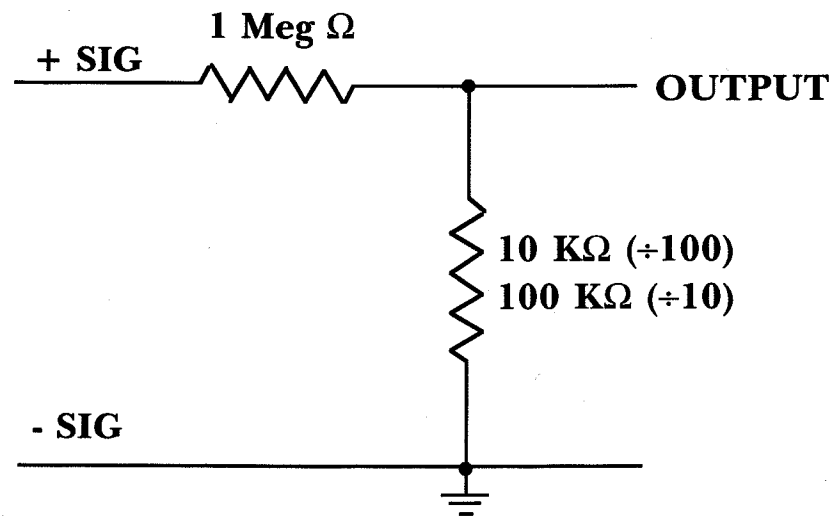 1 Meg Ω
+ SIG
OUTPUT
10 KΩ (÷100)
100 KΩ (÷10)
- SIG